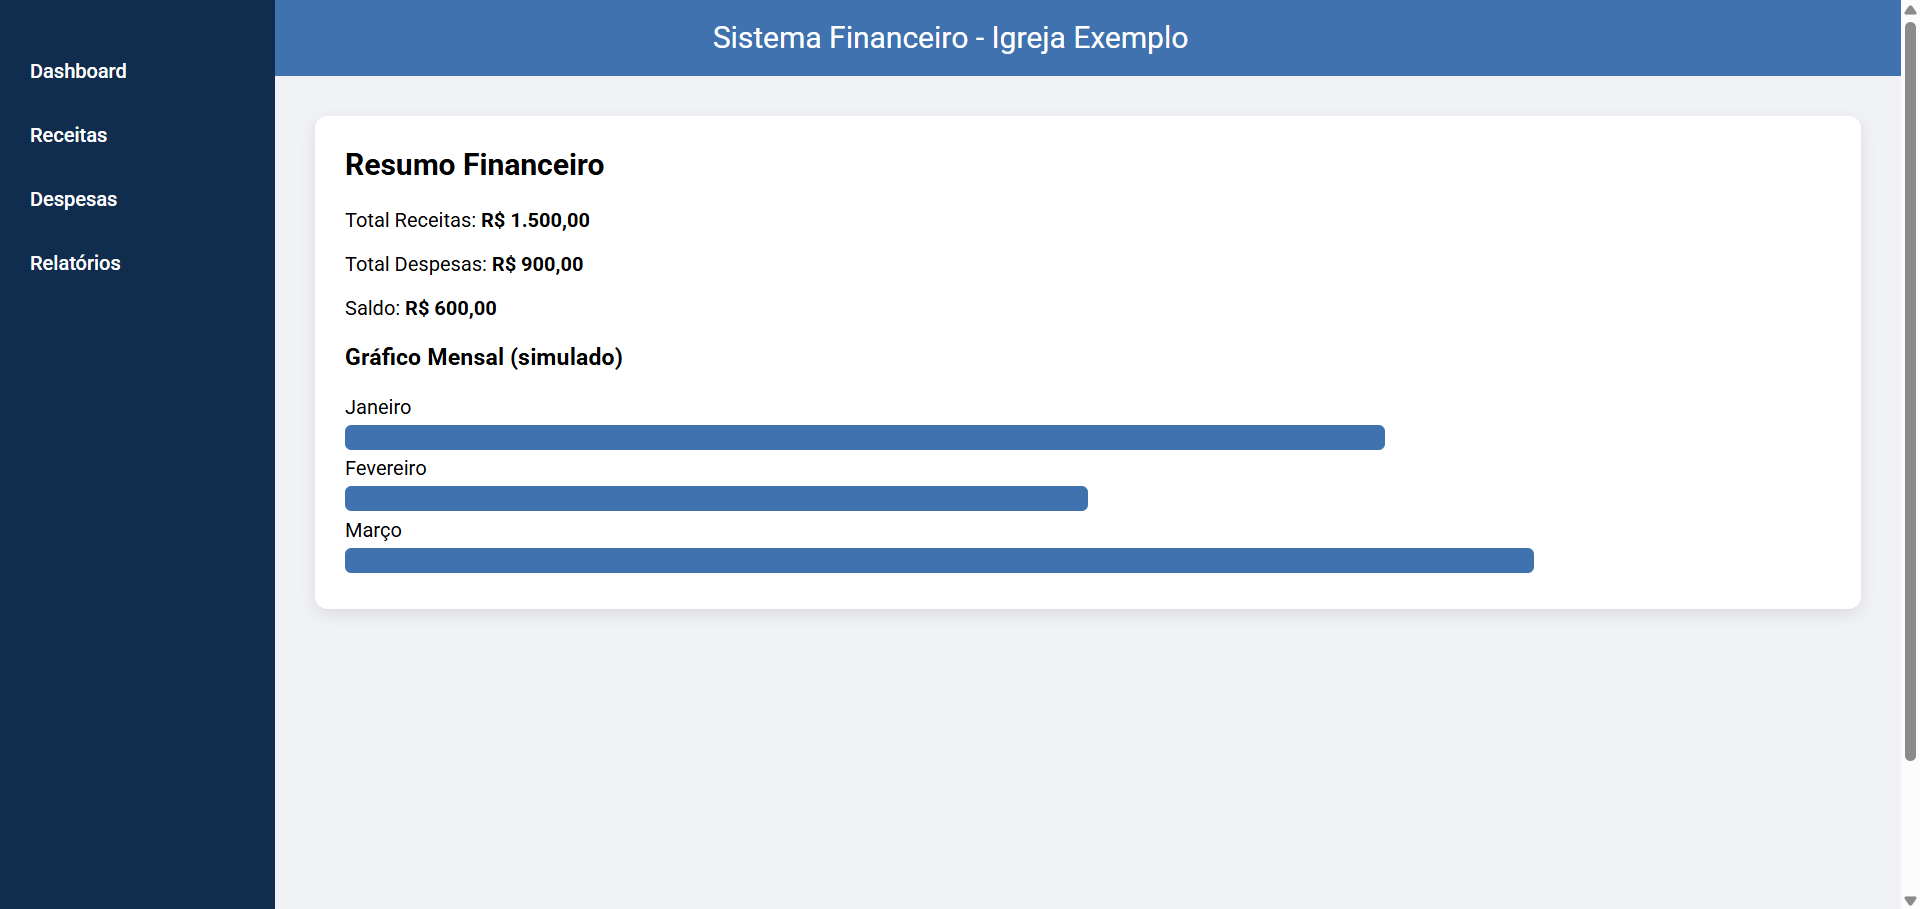 Sistema Financeiro - Igreja Exemplo
Dashboard
Receitas
Despesas
Relatórios
Resumo Financeiro
Total Receitas: R$ 1.500,00
Total Despesas: R$ 900,00
Saldo: R$ 600,00
Gráfico Mensal (simulado)
Janeiro
Fevereiro
Março